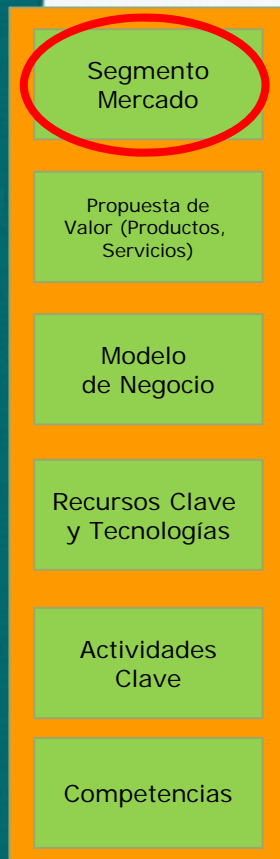 Segmento
Mercado
Propuesta de
Valor (Productos,
Servicios)
Modelo
de Negocio
Recursos Clave
y Tecnologías
Actividades
Clave
Competencias